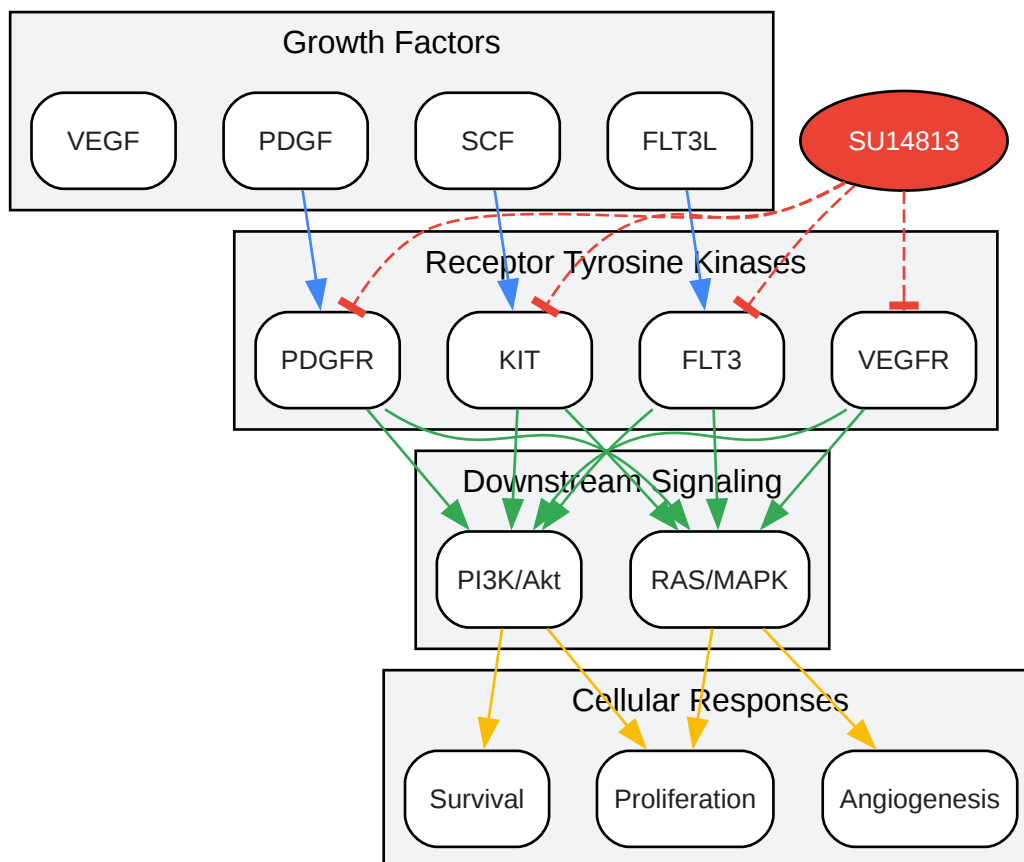 Growth Factors
VEGF
PDGF
SCF
FLT3L
SU14813
Receptor Tyrosine Kinases
PDGFR
KIT
FLT3
VEGFR
Downstream Signaling
PI3K/Akt
RAS/MAPK
Cellular Responses
Survival
Proliferation
Angiogenesis